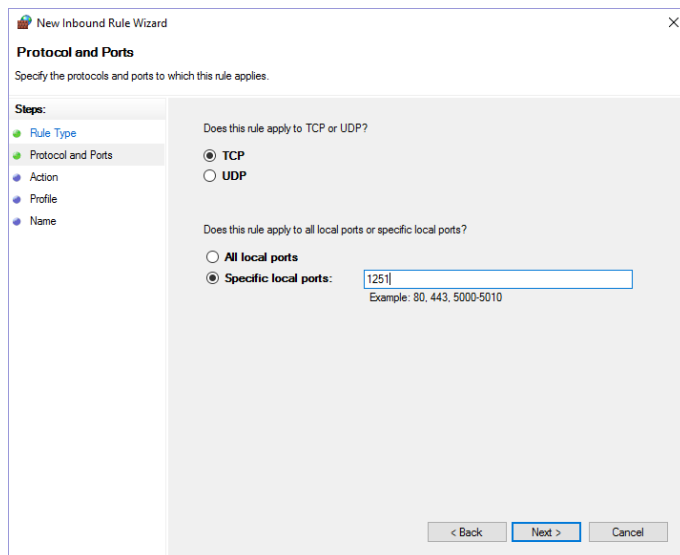 New Inbound Rule Wizard
Protocol and Ports
Specify the protocols and ports to which this rule applies.
Steps:
Rule Type
Protocol and Ports
Action
Profile
Name
Does this rule apply to TCP or UDP?
TCP
UDP
Does this rule apply to all local ports or specific local ports?
All local ports
Specific local ports:
1251
Example: 80, 443, 5000-5010
< Back
Next >
Cancel